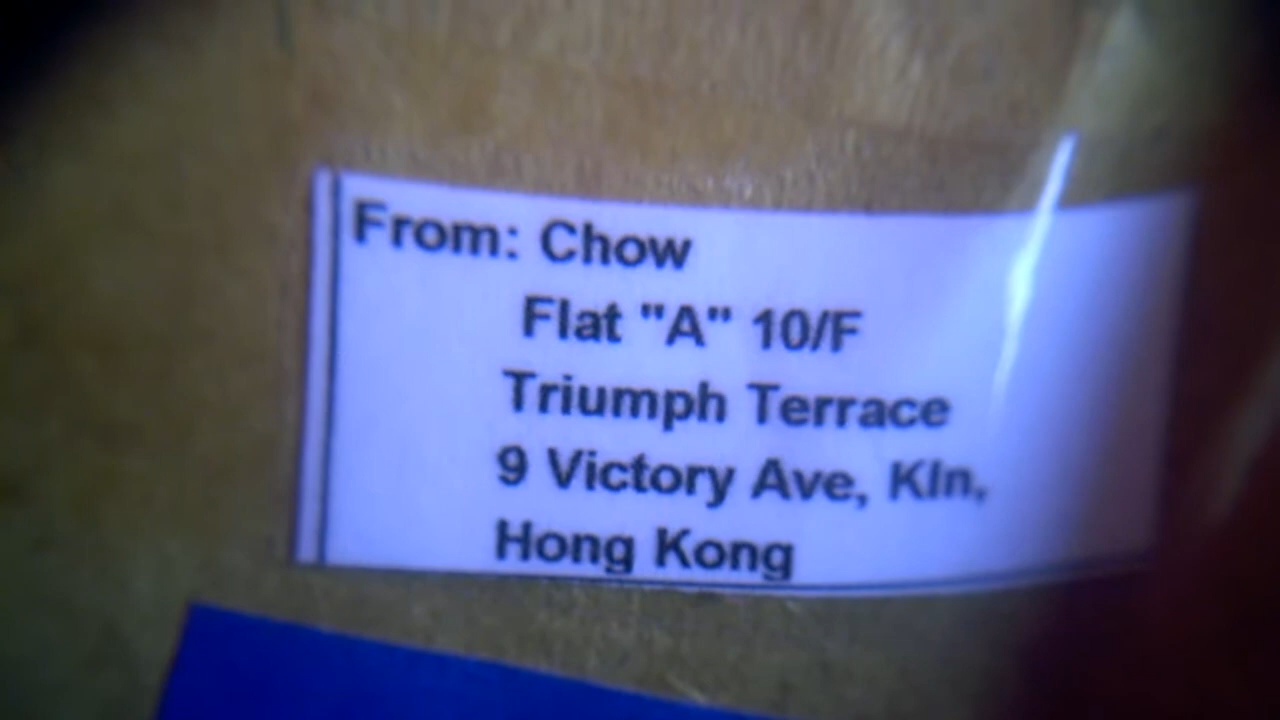 From: Chow
Flat "A" 10/F
Triumph Terrace
9 Victory Ave, Kln,
Hong Kong